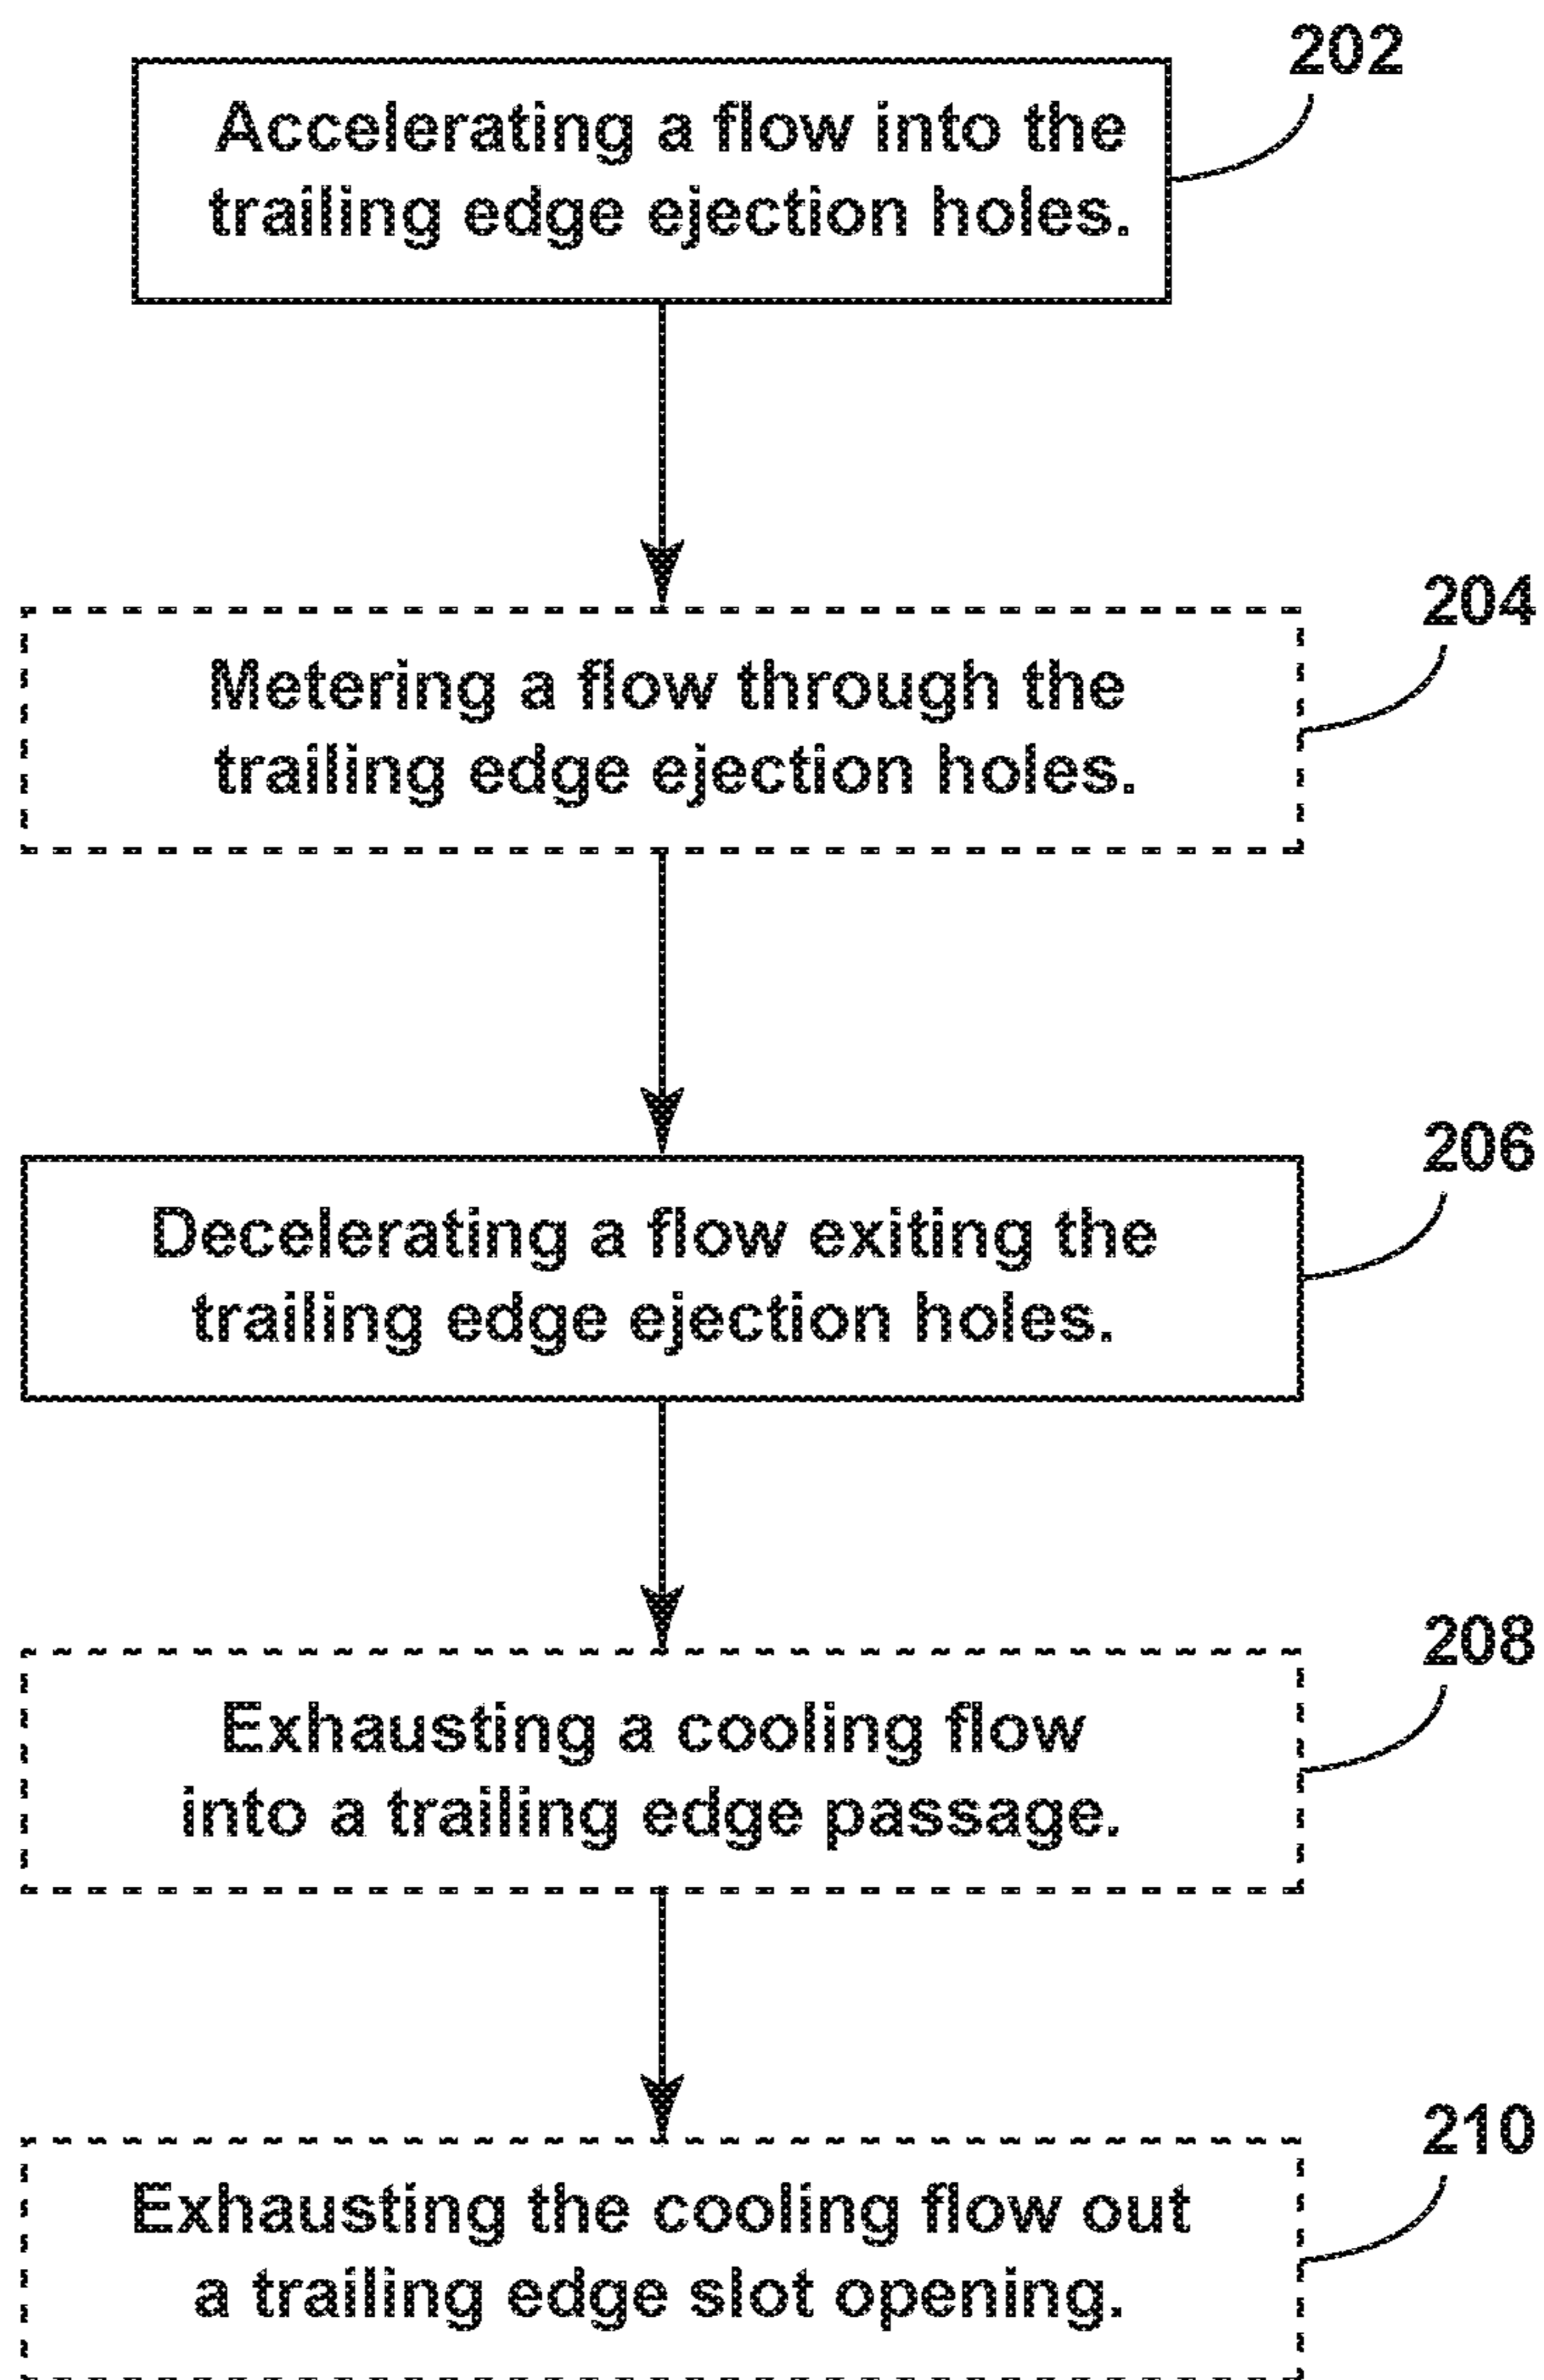 202
Accelerating a flow into the
trailing edge ejection holes.
204
Metering a flow through the
trailing edge ejection holes.
206
Decelerating a flow exiting the
trailing edge ejection holes.
208
Exhausting a cooling flow
into a trailing edge passage.
210
Exhausting the cooling flow out
a trailing edge slot opening.